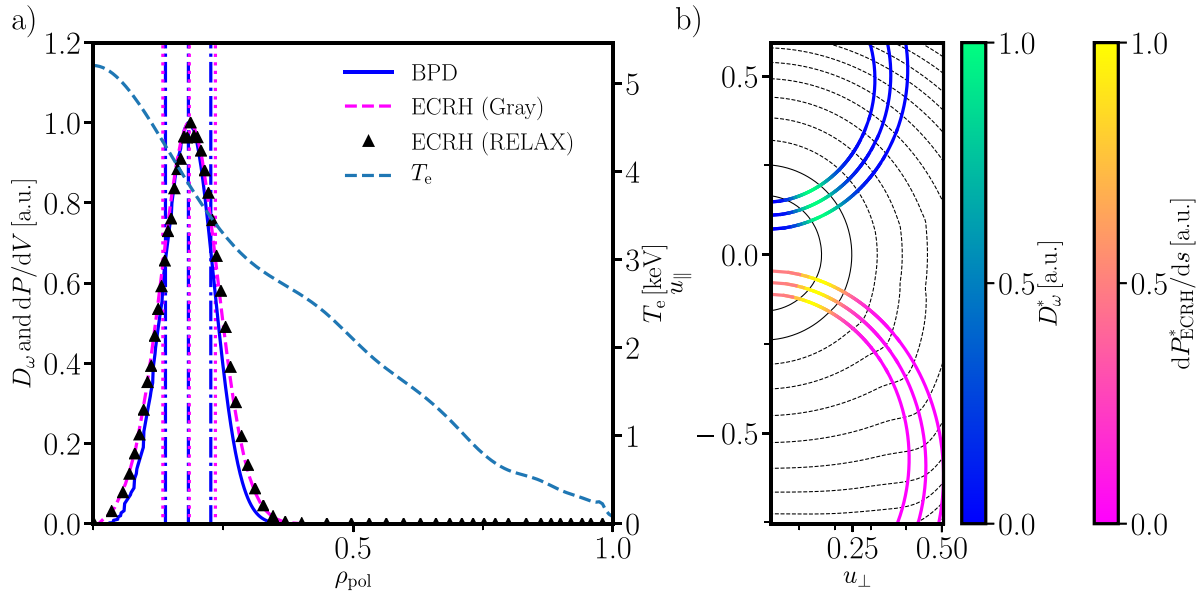 a)
1.2
1.0
0.8
0.6
0.4
0.2
0.0
D_ω and dP/dV [a.u.]
BPD
ECRH (Gray)
ECRH (RELAX)
T_e
5
4
3
2
1
0
T_e [keV]
0.5
1.0
ρ_pol
b)
0.5
0.0
−0.5
u_∥
0.25
0.50
u_⊥
1.0
0.5
0.0
D*_ω [a.u.]
1.0
0.5
0.0
dP*_ECRH/ds [a.u.]